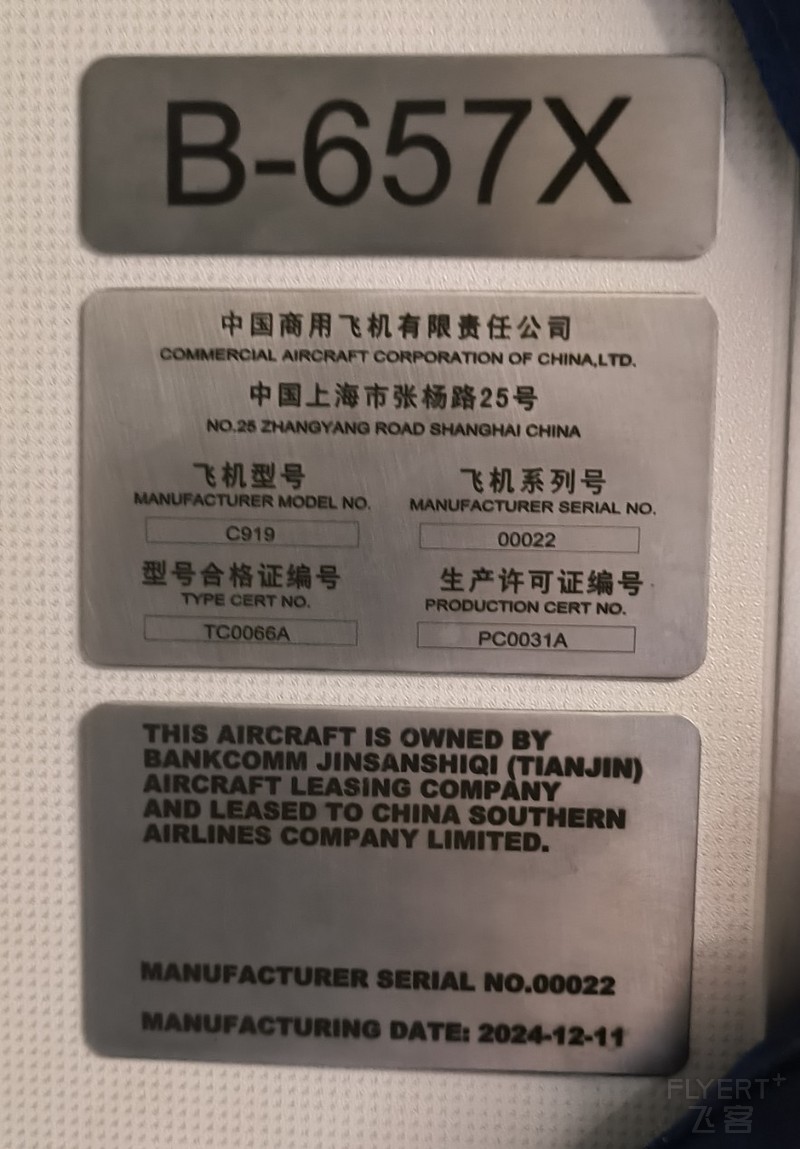 B-657X
中国商用飞机有限责任公司
COMMERCIAL AIRCRAFT CORPORATION OF CHINA,LTD.
中国上海市张杨路25号
NO.25 ZHANGYANG ROAD SHANGHAI CHINA
飞机型号 飞机系列号
MANUFACTURER MODEL NO. MANUFACTURER SERIAL NO.
C919 00022
型号合格证编号 生产许可证编号
TYPE CERT NO. PRODUCTION CERT NO.
TC0066A PC0031A
THIS AIRCRAFT IS OWNED BY
BANKCOMM JINSANSHIQI (TIANJIN)
AIRCRAFT LEASING COMPANY
AND LEASED TO CHINA SOUTHERN
AIRLINES COMPANY LIMITED.
MANUFACTURER SERIAL NO.00022
MANUFACTURING DATE: 2024-12-11
FLYERT+
飞客